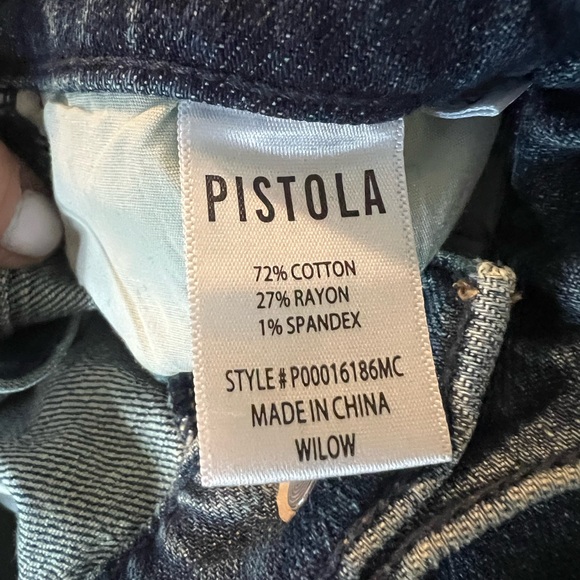 PISTOLA
72% COTTON
27% RAYON
1% SPANDEX
STYLE # P00016186MC
MADE IN CHINA
WILOW